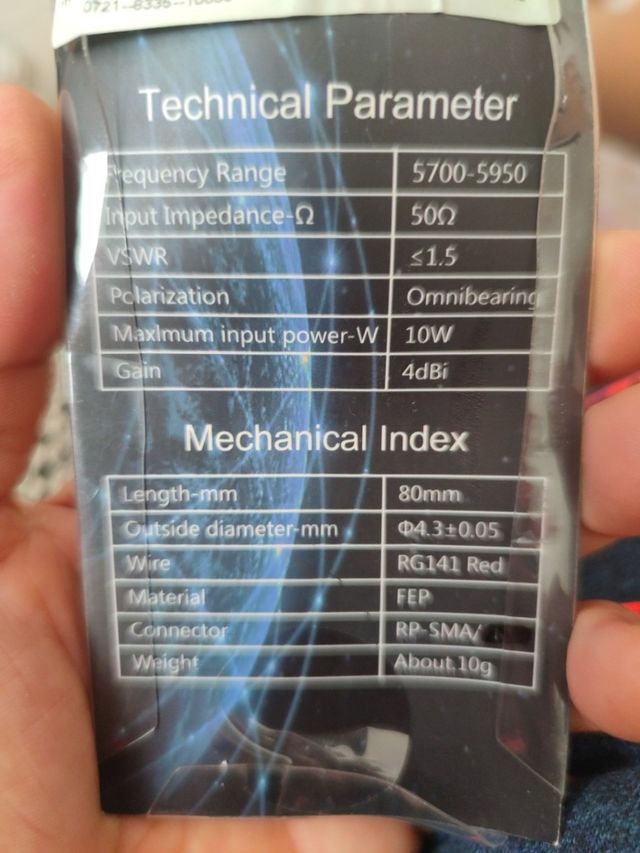 Technical Parameter
Frequency Range 5700-5950
Input Impedance-Ω 50Ω
VSWR ≤1.5
Polarization Omnibearing
MaxImum input power-W 10W
Gain 4dBi
Mechanical Index
Length-mm 80mm
Outside diameter-mm Φ4.3±0.05
Wire RG141 Red
Material FEP
Connector RP-SMA/
Weight About.10g